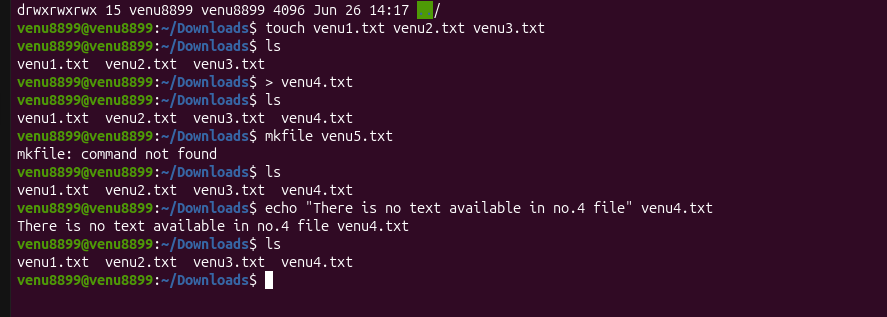 drwxrwxrwx 15 venu8899 venu8899 4096 Jun 26 14:17 ../
venu8899@venu8899:~/Downloads$ touch venu1.txt venu2.txt venu3.txt
venu8899@venu8899:~/Downloads$ ls
venu1.txt  venu2.txt  venu3.txt
venu8899@venu8899:~/Downloads$ > venu4.txt
venu8899@venu8899:~/Downloads$ ls
venu1.txt  venu2.txt  venu3.txt  venu4.txt
venu8899@venu8899:~/Downloads$ mkfile venu5.txt
mkfile: command not found
venu8899@venu8899:~/Downloads$ ls
venu1.txt  venu2.txt  venu3.txt  venu4.txt
venu8899@venu8899:~/Downloads$ echo "There is no text available in no.4 file" venu4.txt
There is no text available in no.4 file venu4.txt
venu8899@venu8899:~/Downloads$ ls
venu1.txt  venu2.txt  venu3.txt  venu4.txt
venu8899@venu8899:~/Downloads$